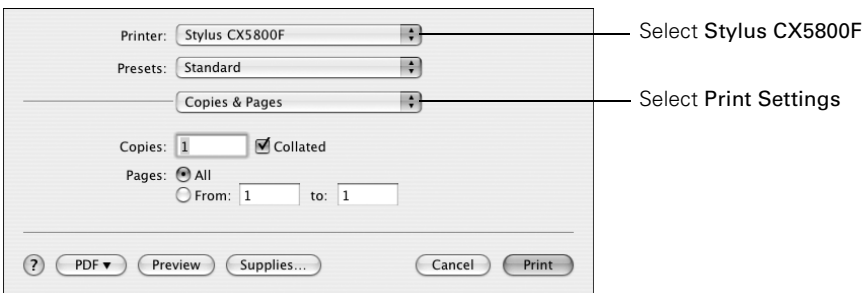 Printer: Stylus CX5800F
Select Stylus CX5800F
Presets: Standard
Copies & Pages
Select Print Settings
Copies: 1 Collated
Pages: All
From: 1 to: 1
? PDF ▼ Preview Supplies... Cancel Print